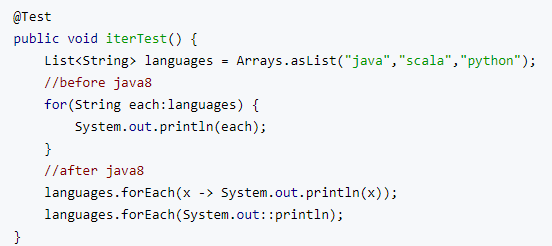 @Test
public void iterTest() {
    List<String> languages = Arrays.asList("java","scala","python");
    //before java8
    for(String each:languages) {
        System.out.println(each);
    }
    //after java8
    languages.forEach(x -> System.out.println(x));
    languages.forEach(System.out::println);
}